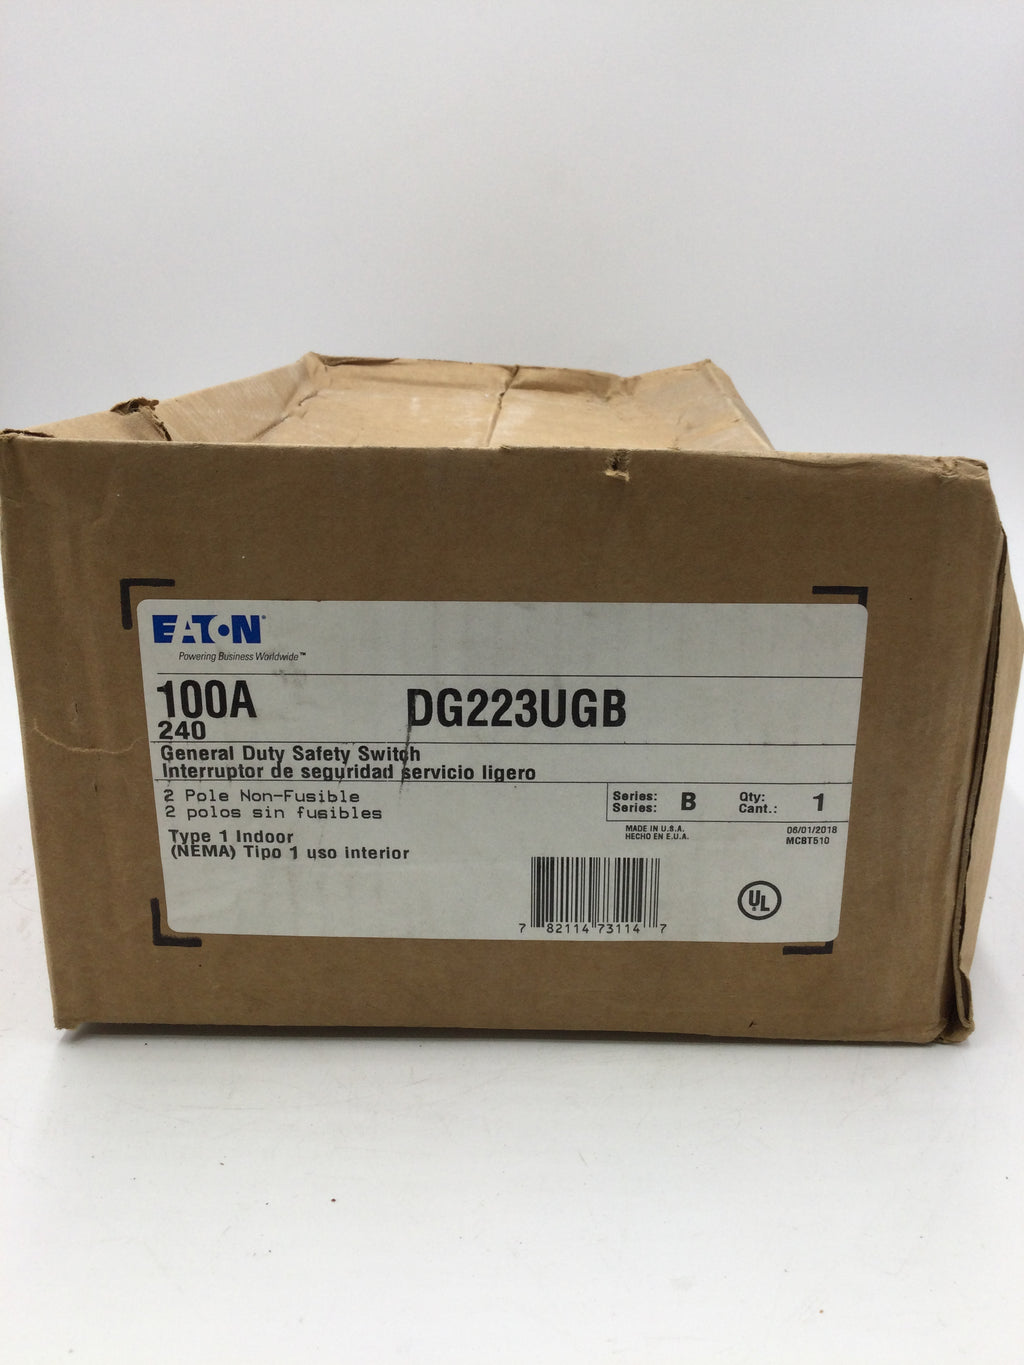 EATON
Powering Business Worldwide™
100A DG223UGB
240
General Duty Safety Switch
Interruptor de seguridad servicio ligero
2 Pole Non-Fusible
2 polos sin fusibles
Type 1 Indoor
(NEMA) Tipo 1 uso interior
Series: B Qty: 1
Series: Cant.:
MADE IN U.S.A. 06/01/2018
HECHO EN E.U.A. MCBT510
7 82114 73114 7
UL